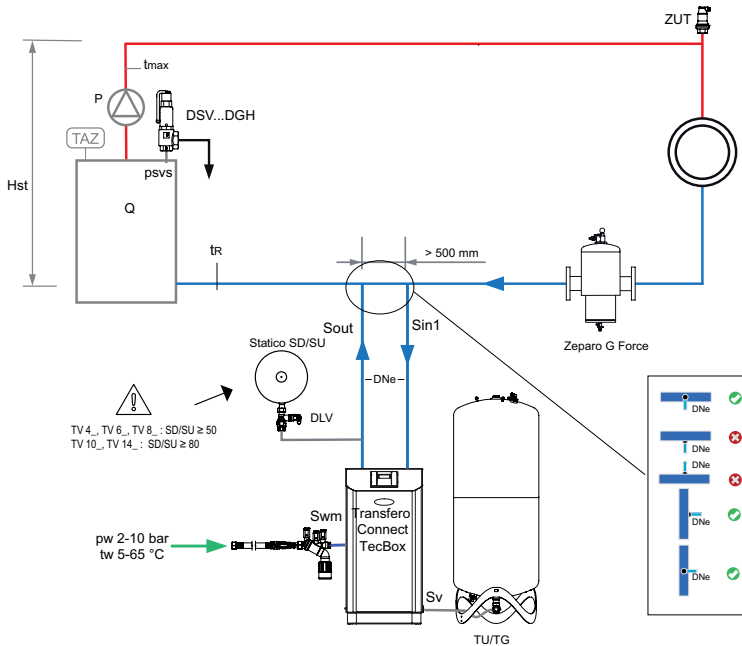 ZUT
tmax
P
DSV...DGH
TAZ
psvs
Hst
Q
tR
> 500 mm
Sout
Sin1
Zeparo G Force
Statico SD/SU
DNe
DLV
TV 4_, TV 6_, TV 8_ : SD/SU ≥ 50
TV 10_, TV 14_ : SD/SU ≥ 80
DNe
DNe
DNe
DNe
DNe
Swm
Transfero
Connect
TecBox
pw 2-10 bar
tw 5-65 °C
Sv
TU/TG